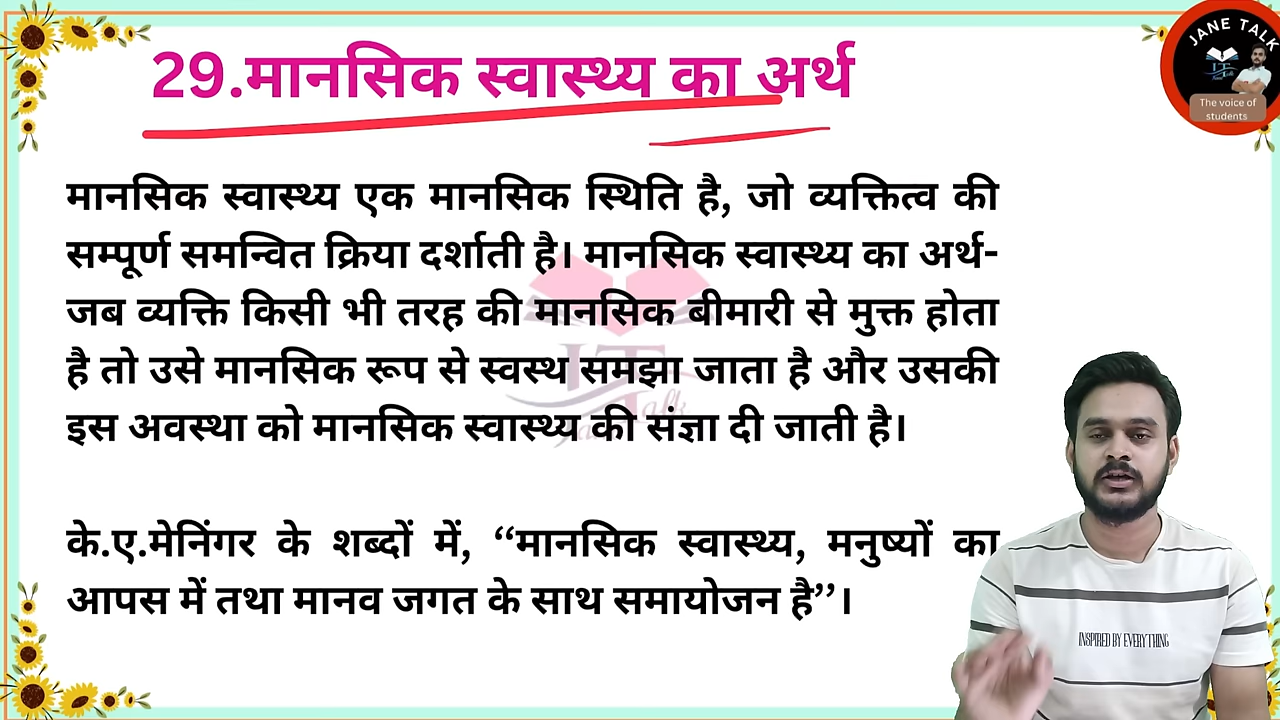 29.मानसिक स्वास्थ्य का अर्थ
JANE TALK
The voice of
students
मानसिक स्वास्थ्य एक मानसिक स्थिति है, जो व्यक्तित्व की
सम्पूर्ण समन्वित क्रिया दर्शाती है। मानसिक स्वास्थ्य का अर्थ-
जब व्यक्ति किसी भी तरह की मानसिक बीमारी से मुक्त होता
है तो उसे मानसिक रूप से स्वस्थ समझा जाता है और उसकी
इस अवस्था को मानसिक स्वास्थ्य की संज्ञा दी जाती है।
के.ए.मेनिंगर के शब्दों में, ‘‘मानसिक स्वास्थ्य, मनुष्यों का
आपस में तथा मानव जगत के साथ समायोजन है’’।
INSPIRED BY EVERYTHING